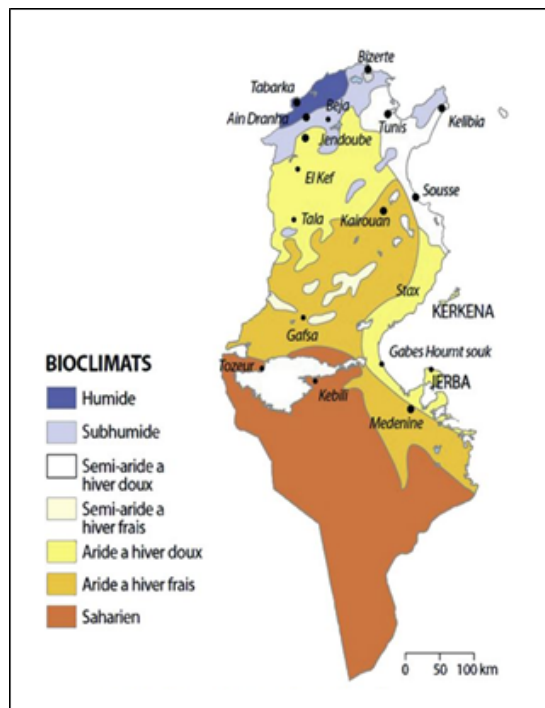 Bizerte
Tabarka
Ain Dranha
Beja
Tunis
Kelibia
Jendoube
El Kef
Sousse
Tala
Kairouan
Stax
KERKENA
Gafsa
Gabes Houmt souk
Tozeur
JERBA
Kebili
Medenine
BIOCLIMATS
Humide
Subhumide
Semi-aride a
hiver doux
Semi-aride a
hiver frais
Aride a hiver doux
Aride a hiver frais
Saharien
0 50 100 km